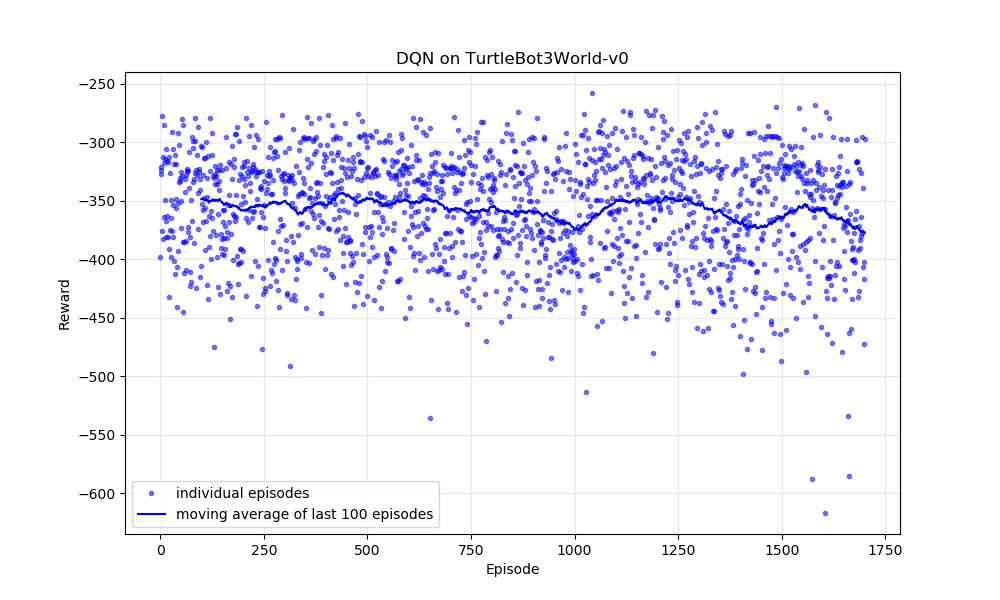 DQN on TurtleBot3World-v0
−250
−300
−350
−400
−450
−500
−550
−600
Reward
individual episodes
moving average of last 100 episodes
0 250 500 750 1000 1250 1500 1750
Episode